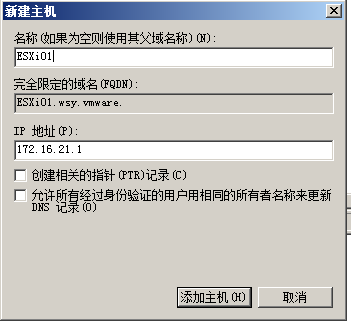 新建主机
名称(如果为空则使用其父域名称)(N):
ESXi01
完全限定的域名(FQDN):
ESXi01.wsy.vmware.
IP 地址(P):
172.16.21.1
创建相关的指针(PTR)记录(C)
允许所有经过身份验证的用户用相同的所有者名称来更新
DNS 记录(O)
添加主机(H)
取消